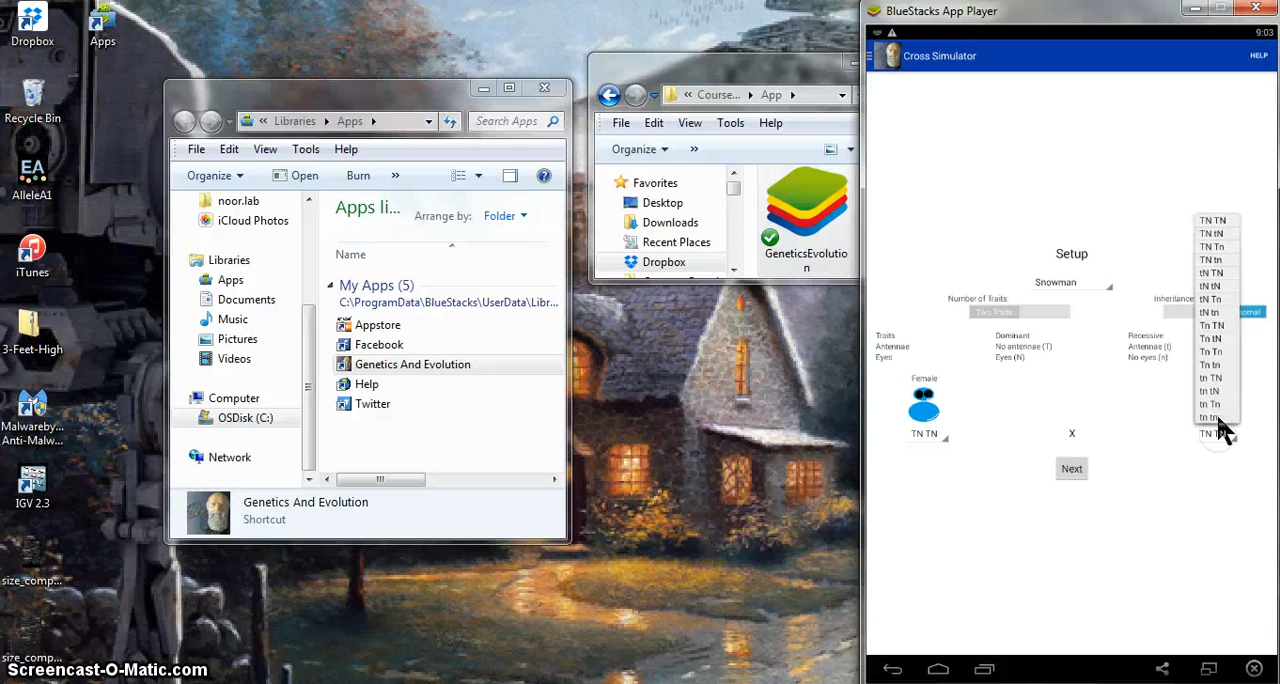 Dropbox
Apps
Recycle Bin
EA
AlleleA1
iTunes
3-Feet-High
Malwareby...
Anti-Malw...
IGV 2.3
size_comp...
size_comp...
Libraries
Apps
Search Apps
File Edit View Tools Help
Organize Open Burn »
noor.lab
iCloud Photos
Libraries
Apps
Documents
Music
Pictures
Videos
Computer
OSDisk (C:)
Network
Apps li...
Arrange by: Folder
Name
My Apps (5)
C:\ProgramData\BlueStacks\UserData\Libr...
Appstore
Facebook
Genetics And Evolution
Help
Twitter
Genetics And Evolution
Shortcut
« Course... App
File Edit View Tools Help
Organize »
Favorites
Desktop
Downloads
Recent Places
Dropbox
GeneticsEvolutio
n
BlueStacks App Player
9:03
Cross Simulator
HELP
Setup
Snowman
Number of Traits:
Two Traits
Traits Dominant Recessive
Antennae No antennae (T) Antennae (t)
Eyes Eyes (N) No eyes (n)
Female
TN TN
X
Next
TN TN
TN tN
TN Tn
TN tn
tN TN
tN tN
tN Tn
tN tn
Tn TN
Tn tN
Tn Tn
Tn tn
tn TN
tn tN
tn Tn
tn tn
Screencast-O-Matic.com